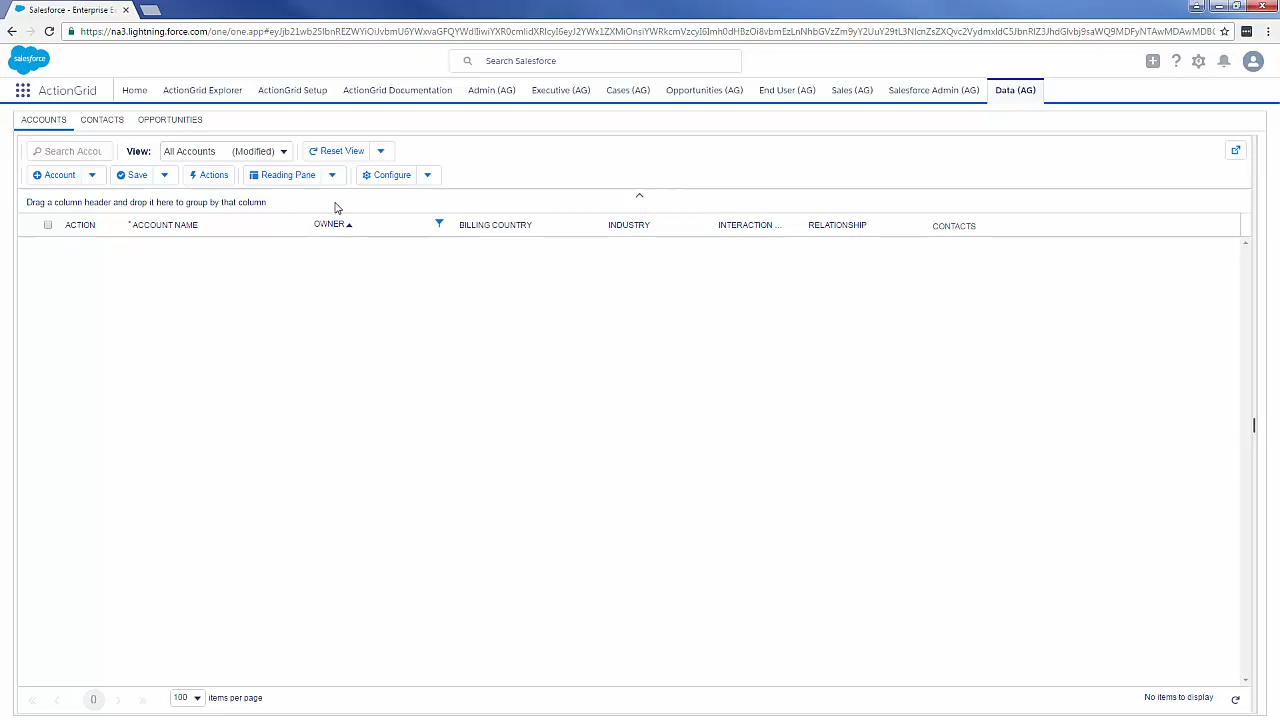 Salesforce - Enterprise E
https://na3.lightning.force.com/one/one.app#
salesforce
Search Salesforce
ActionGrid
Home
ActionGrid Explorer
ActionGrid Setup
ActionGrid Documentation
Admin (AG)
Executive (AG)
Cases (AG)
Opportunities (AG)
End User (AG)
Sales (AG)
Salesforce Admin (AG)
Data (AG)
ACCOUNTS
CONTACTS
OPPORTUNITIES
Search Accou
View:
All Accounts (Modified)
Reset View
Account
Save
Actions
Reading Pane
Configure
Drag a column header and drop it here to group by that column
ACTION
* ACCOUNT NAME
OWNER
BILLING COUNTRY
INDUSTRY
INTERACTION ...
RELATIONSHIP
CONTACTS
0
100
items per page
No items to display